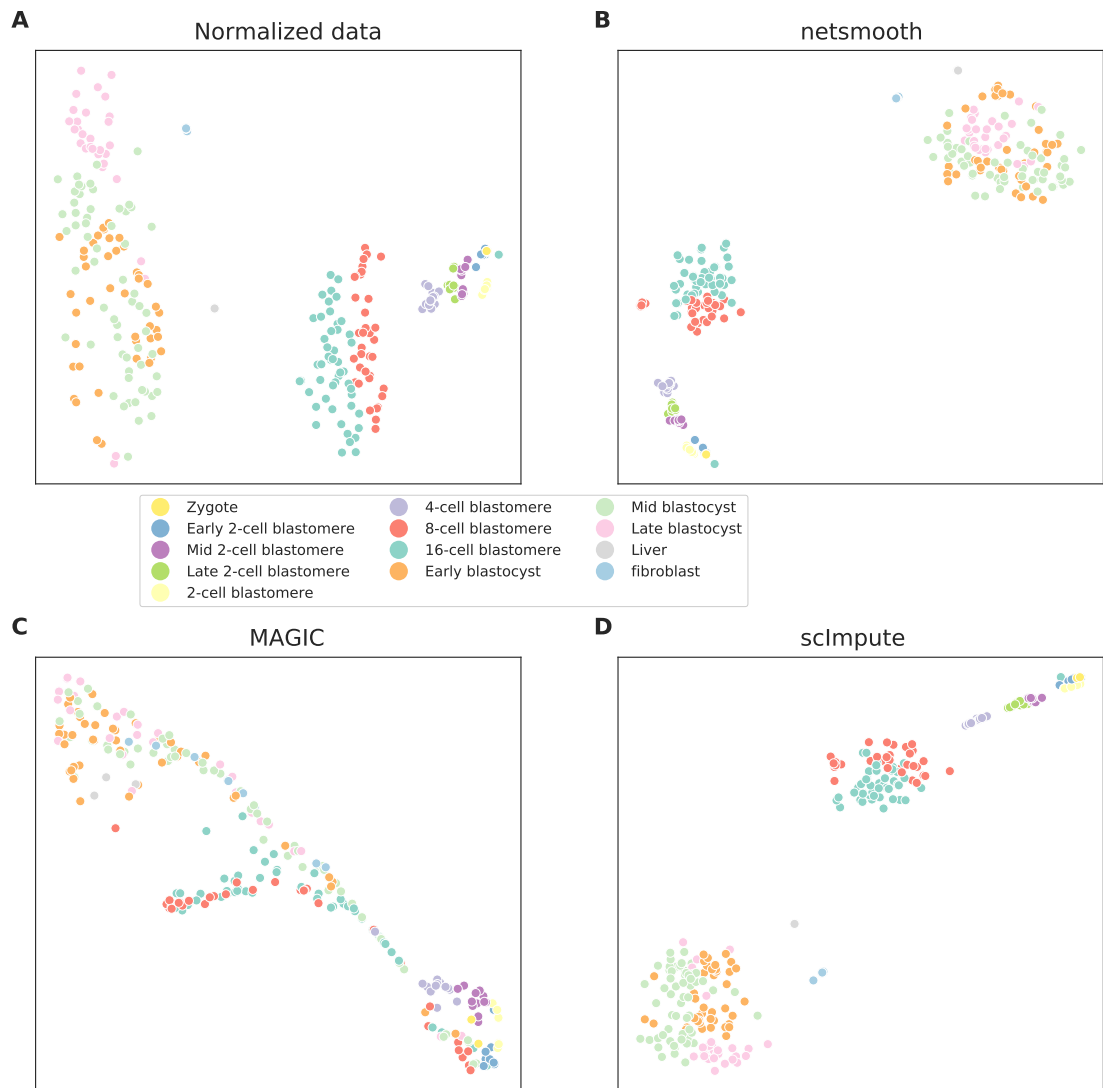 A
Normalized data
B
netsmooth
Zygote
Early 2-cell blastomere
Mid 2-cell blastomere
Late 2-cell blastomere
2-cell blastomere
4-cell blastomere
8-cell blastomere
16-cell blastomere
Early blastocyst
Mid blastocyst
Late blastocyst
Liver
fibroblast
C
MAGIC
D
scImpute